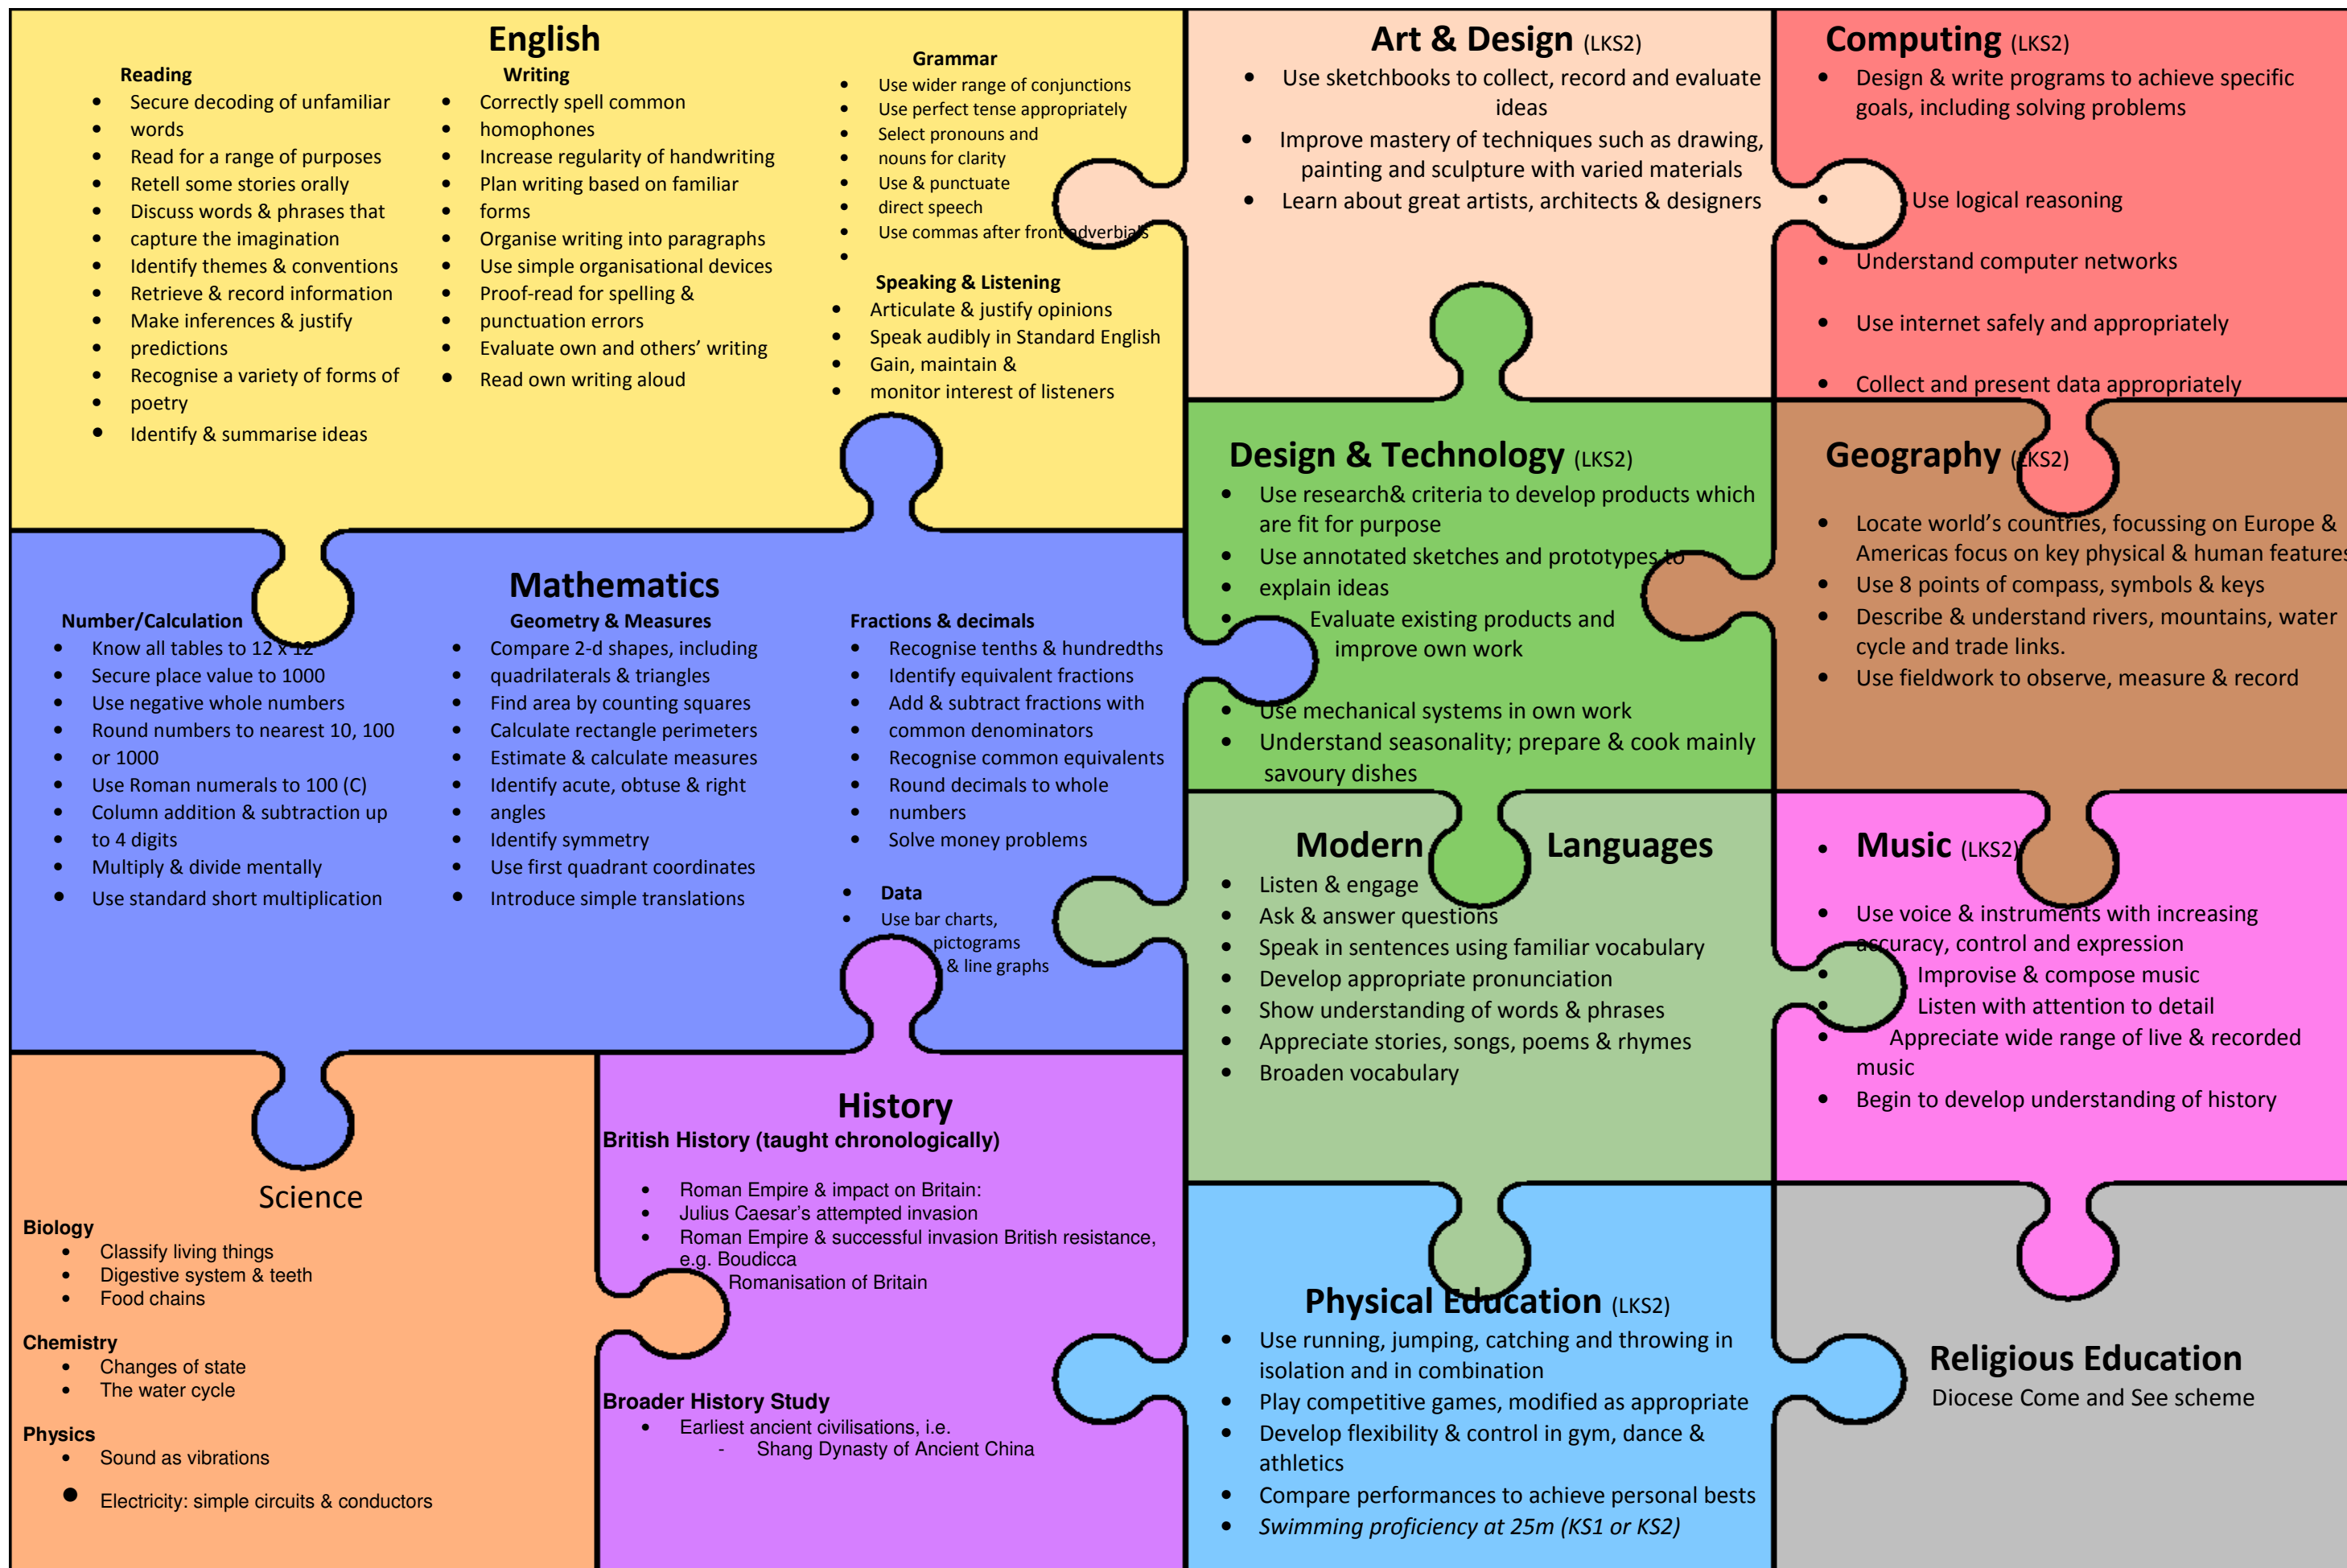 English
Reading
• Secure decoding of unfamiliar
• words
• Read for a range of purposes
• Retell some stories orally
• Discuss words & phrases that
• capture the imagination
• Identify themes & conventions
• Retrieve & record information
• Make inferences & justify
• predictions
• Recognise a variety of forms of
• poetry
• Identify & summarise ideas
Writing
• Correctly spell common
• homophones
• Increase regularity of handwriting
• Plan writing based on familiar
• forms
• Organise writing into paragraphs
• Use simple organisational devices
• Proof-read for spelling &
• punctuation errors
• Evaluate own and others’ writing
• Read own writing aloud
Grammar
• Use wider range of conjunctions
• Use perfect tense appropriately
• Select pronouns and
• nouns for clarity
• Use & punctuate
• direct speech
• Use commas after front adverbials
•
Speaking & Listening
• Articulate & justify opinions
• Speak audibly in Standard English
• Gain, maintain &
• monitor interest of listeners
Art & Design (LKS2)
• Use sketchbooks to collect, record and evaluate
ideas
• Improve mastery of techniques such as drawing,
painting and sculpture with varied materials
• Learn about great artists, architects & designers
Computing (LKS2)
• Design & write programs to achieve specific
goals, including solving problems
• Use logical reasoning
• Understand computer networks
• Use internet safely and appropriately
• Collect and present data appropriately
Mathematics
Number/Calculation
• Know all tables to 12 x 12
• Secure place value to 1000
• Use negative whole numbers
• Round numbers to nearest 10, 100
• or 1000
• Use Roman numerals to 100 (C)
• Column addition & subtraction up
• to 4 digits
• Multiply & divide mentally
• Use standard short multiplication
Geometry & Measures
• Compare 2-d shapes, including
• quadrilaterals & triangles
• Find area by counting squares
• Calculate rectangle perimeters
• Estimate & calculate measures
• Identify acute, obtuse & right
• angles
• Identify symmetry
• Use first quadrant coordinates
• Introduce simple translations
Fractions & decimals
• Recognise tenths & hundredths
• Identify equivalent fractions
• Add & subtract fractions with
• common denominators
• Recognise common equivalents
• Round decimals to whole
• numbers
• Solve money problems
• Data
• Use bar charts,
pictograms
& line graphs
Design & Technology (LKS2)
• Use research& criteria to develop products which
are fit for purpose
• Use annotated sketches and prototypes to
• explain ideas
• Evaluate existing products and
improve own work
• Use mechanical systems in own work
• Understand seasonality; prepare & cook mainly
savoury dishes
Geography (LKS2)
• Locate world’s countries, focussing on Europe &
Americas focus on key physical & human features
• Use 8 points of compass, symbols & keys
• Describe & understand rivers, mountains, water
cycle and trade links.
• Use fieldwork to observe, measure & record
Modern Languages
• Listen & engage
• Ask & answer questions
• Speak in sentences using familiar vocabulary
• Develop appropriate pronunciation
• Show understanding of words & phrases
• Appreciate stories, songs, poems & rhymes
• Broaden vocabulary
• Music (LKS2)
• Use voice & instruments with increasing
accuracy, control and expression
• Improvise & compose music
• Listen with attention to detail
• Appreciate wide range of live & recorded
music
• Begin to develop understanding of history
Science
Biology
• Classify living things
• Digestive system & teeth
• Food chains
Chemistry
• Changes of state
• The water cycle
Physics
• Sound as vibrations
• Electricity: simple circuits & conductors
History
British History (taught chronologically)
• Roman Empire & impact on Britain:
• Julius Caesar’s attempted invasion
• Roman Empire & successful invasion British resistance,
e.g. Boudicca
Romanisation of Britain
Broader History Study
• Earliest ancient civilisations, i.e.
- Shang Dynasty of Ancient China
Physical Education (LKS2)
• Use running, jumping, catching and throwing in
isolation and in combination
• Play competitive games, modified as appropriate
• Develop flexibility & control in gym, dance &
athletics
• Compare performances to achieve personal bests
• Swimming proficiency at 25m (KS1 or KS2)
Religious Education
Diocese Come and See scheme